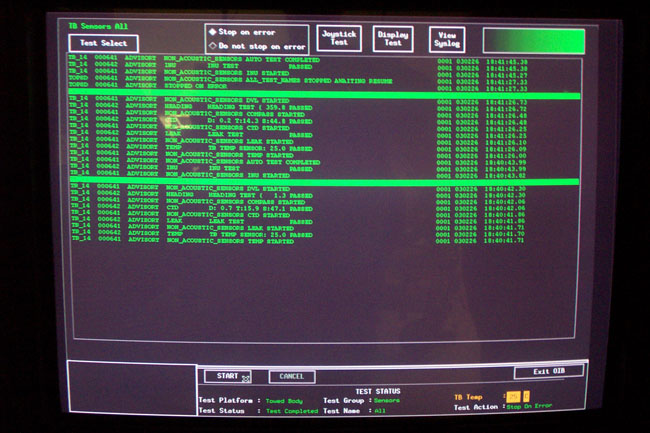 TB Sensors All
Test Select
Stop on error
Do not stop on error
Joystick Test
Display Test
View Syslog
TB_14 000641 ADVISORY NON_ACOUSTIC_SENSORS AUTO TEST COMPLETED 0001 030226 18:41:45.38
TB_14 000642 ADVISORY INU INU TEST PASSED 0001 030226 18:41:45.38
TB_14 000641 ADVISORY NON_ACOUSTIC_SENSORS INU STARTED 0001 030226 18:41:45.27
TOPED 000641 ADVISORY NON_ACOUSTIC_SENSORS ALL_TEST_NAMES STOPPED AWAITING RESUME 0001 030226 18:41:27.33
TOPED 000641 ADVISORY STOPPED ON ERROR 0001 030226 18:41:27.33
TB_14 000641 ADVISORY NON_ACOUSTIC_SENSORS DVL STARTED 0001 030226 18:41:26.73
TB_14 000642 ADVISORY HEADING HEADING TEST ( 359.8 PASSED 0001 030226 18:41:26.72
TB_14 000641 ADVISORY NON_ACOUSTIC_SENSORS COMPASS STARTED 0001 030226 18:41:26.48
TB_14 000642 ADVISORY CTD D: 0.2 T:14.3 S:44.8 PASSED 0001 030226 18:41:26.48
TB_14 000641 ADVISORY NON_ACOUSTIC_SENSORS CTD STARTED 0001 030226 18:41:26.25
TB_14 000642 ADVISORY LEAK LEAK TEST PASSED 0001 030226 18:41:26.25
TB_14 000641 ADVISORY NON_ACOUSTIC_SENSORS LEAK STARTED 0001 030226 18:41:26.10
TB_14 000642 ADVISORY TEMP TB TEMP SENSOR: 25.0 PASSED 0001 030226 18:41:26.09
TB_14 000641 ADVISORY NON_ACOUSTIC_SENSORS TEMP STARTED 0001 030226 18:41:26.00
TB_14 000641 ADVISORY NON_ACOUSTIC_SENSORS AUTO TEST COMPLETED 0001 030226 18:40:43.99
TB_14 000642 ADVISORY INU INU TEST PASSED 0001 030226 18:40:43.99
TB_14 000641 ADVISORY NON_ACOUSTIC_SENSORS INU STARTED 0001 030226 18:40:43.82
TB_14 000641 ADVISORY NON_ACOUSTIC_SENSORS DVL STARTED 0001 030226 18:40:42.30
TB_14 000642 ADVISORY HEADING HEADING TEST ( 1.3 PASSED 0001 030226 18:40:42.30
TB_14 000641 ADVISORY NON_ACOUSTIC_SENSORS COMPASS STARTED 0001 030226 18:40:42.06
TB_14 000642 ADVISORY CTD D: 0.7 T:15.9 S:47.1 PASSED 0001 030226 18:40:42.06
TB_14 000641 ADVISORY NON_ACOUSTIC_SENSORS CTD STARTED 0001 030226 18:40:41.86
TB_14 000642 ADVISORY LEAK LEAK TEST PASSED 0001 030226 18:40:41.86
TB_14 000641 ADVISORY NON_ACOUSTIC_SENSORS LEAK STARTED 0001 030226 18:40:41.71
TB_14 000642 ADVISORY TEMP TB TEMP SENSOR: 25.0 PASSED 0001 030226 18:40:41.70
TB_14 000641 ADVISORY NON_ACOUSTIC_SENSORS TEMP STARTED 0001 030226 18:40:41.71
START
CANCEL
Exit OIB
TEST STATUS
Test Platform : Towed Body Test Group : Sensors TB Temp : 25 C
Test Status : Test Completed Test Name : All Test Action : Stop On Error